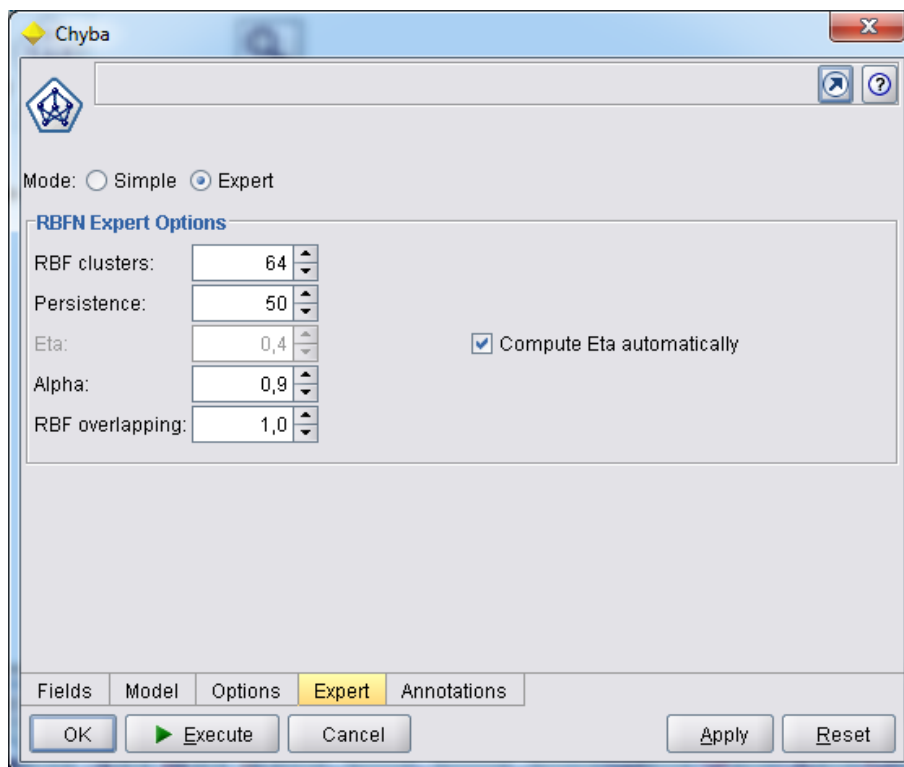 Chyba
Mode: Simple Expert
RBFN Expert Options
RBF clusters: 64
Persistence: 50
Eta: 0,4 Compute Eta automatically
Alpha: 0,9
RBF overlapping: 1,0
Fields Model Options Expert Annotations
OK Execute Cancel Apply Reset